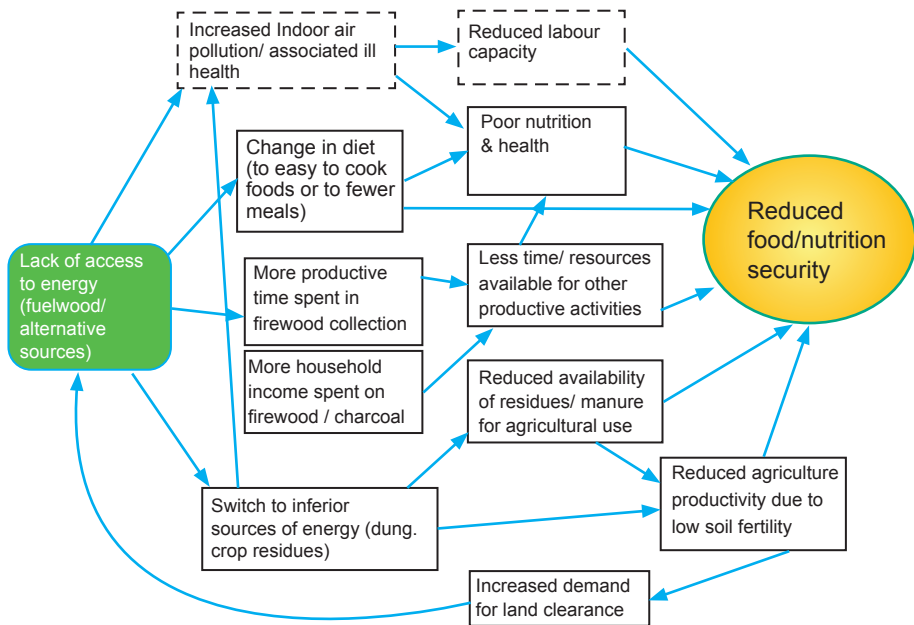 Increased Indoor air
pollution/ associated ill
health
Reduced labour
capacity
Poor nutrition
& health
Change in diet
(to easy to cook
foods or to fewer
meals)
Reduced
food/nutrition
security
Lack of access
to energy
(fuelwood/
alternative
sources)
More productive
time spent in
firewood collection
Less time/ resources
available for other
productive activities
More household
income spent on
firewood / charcoal
Reduced availability
of residues/ manure
for agricultural use
Switch to inferior
sources of energy (dung.
crop residues)
Reduced agriculture
productivity due to
low soil fertility
Increased demand
for land clearance